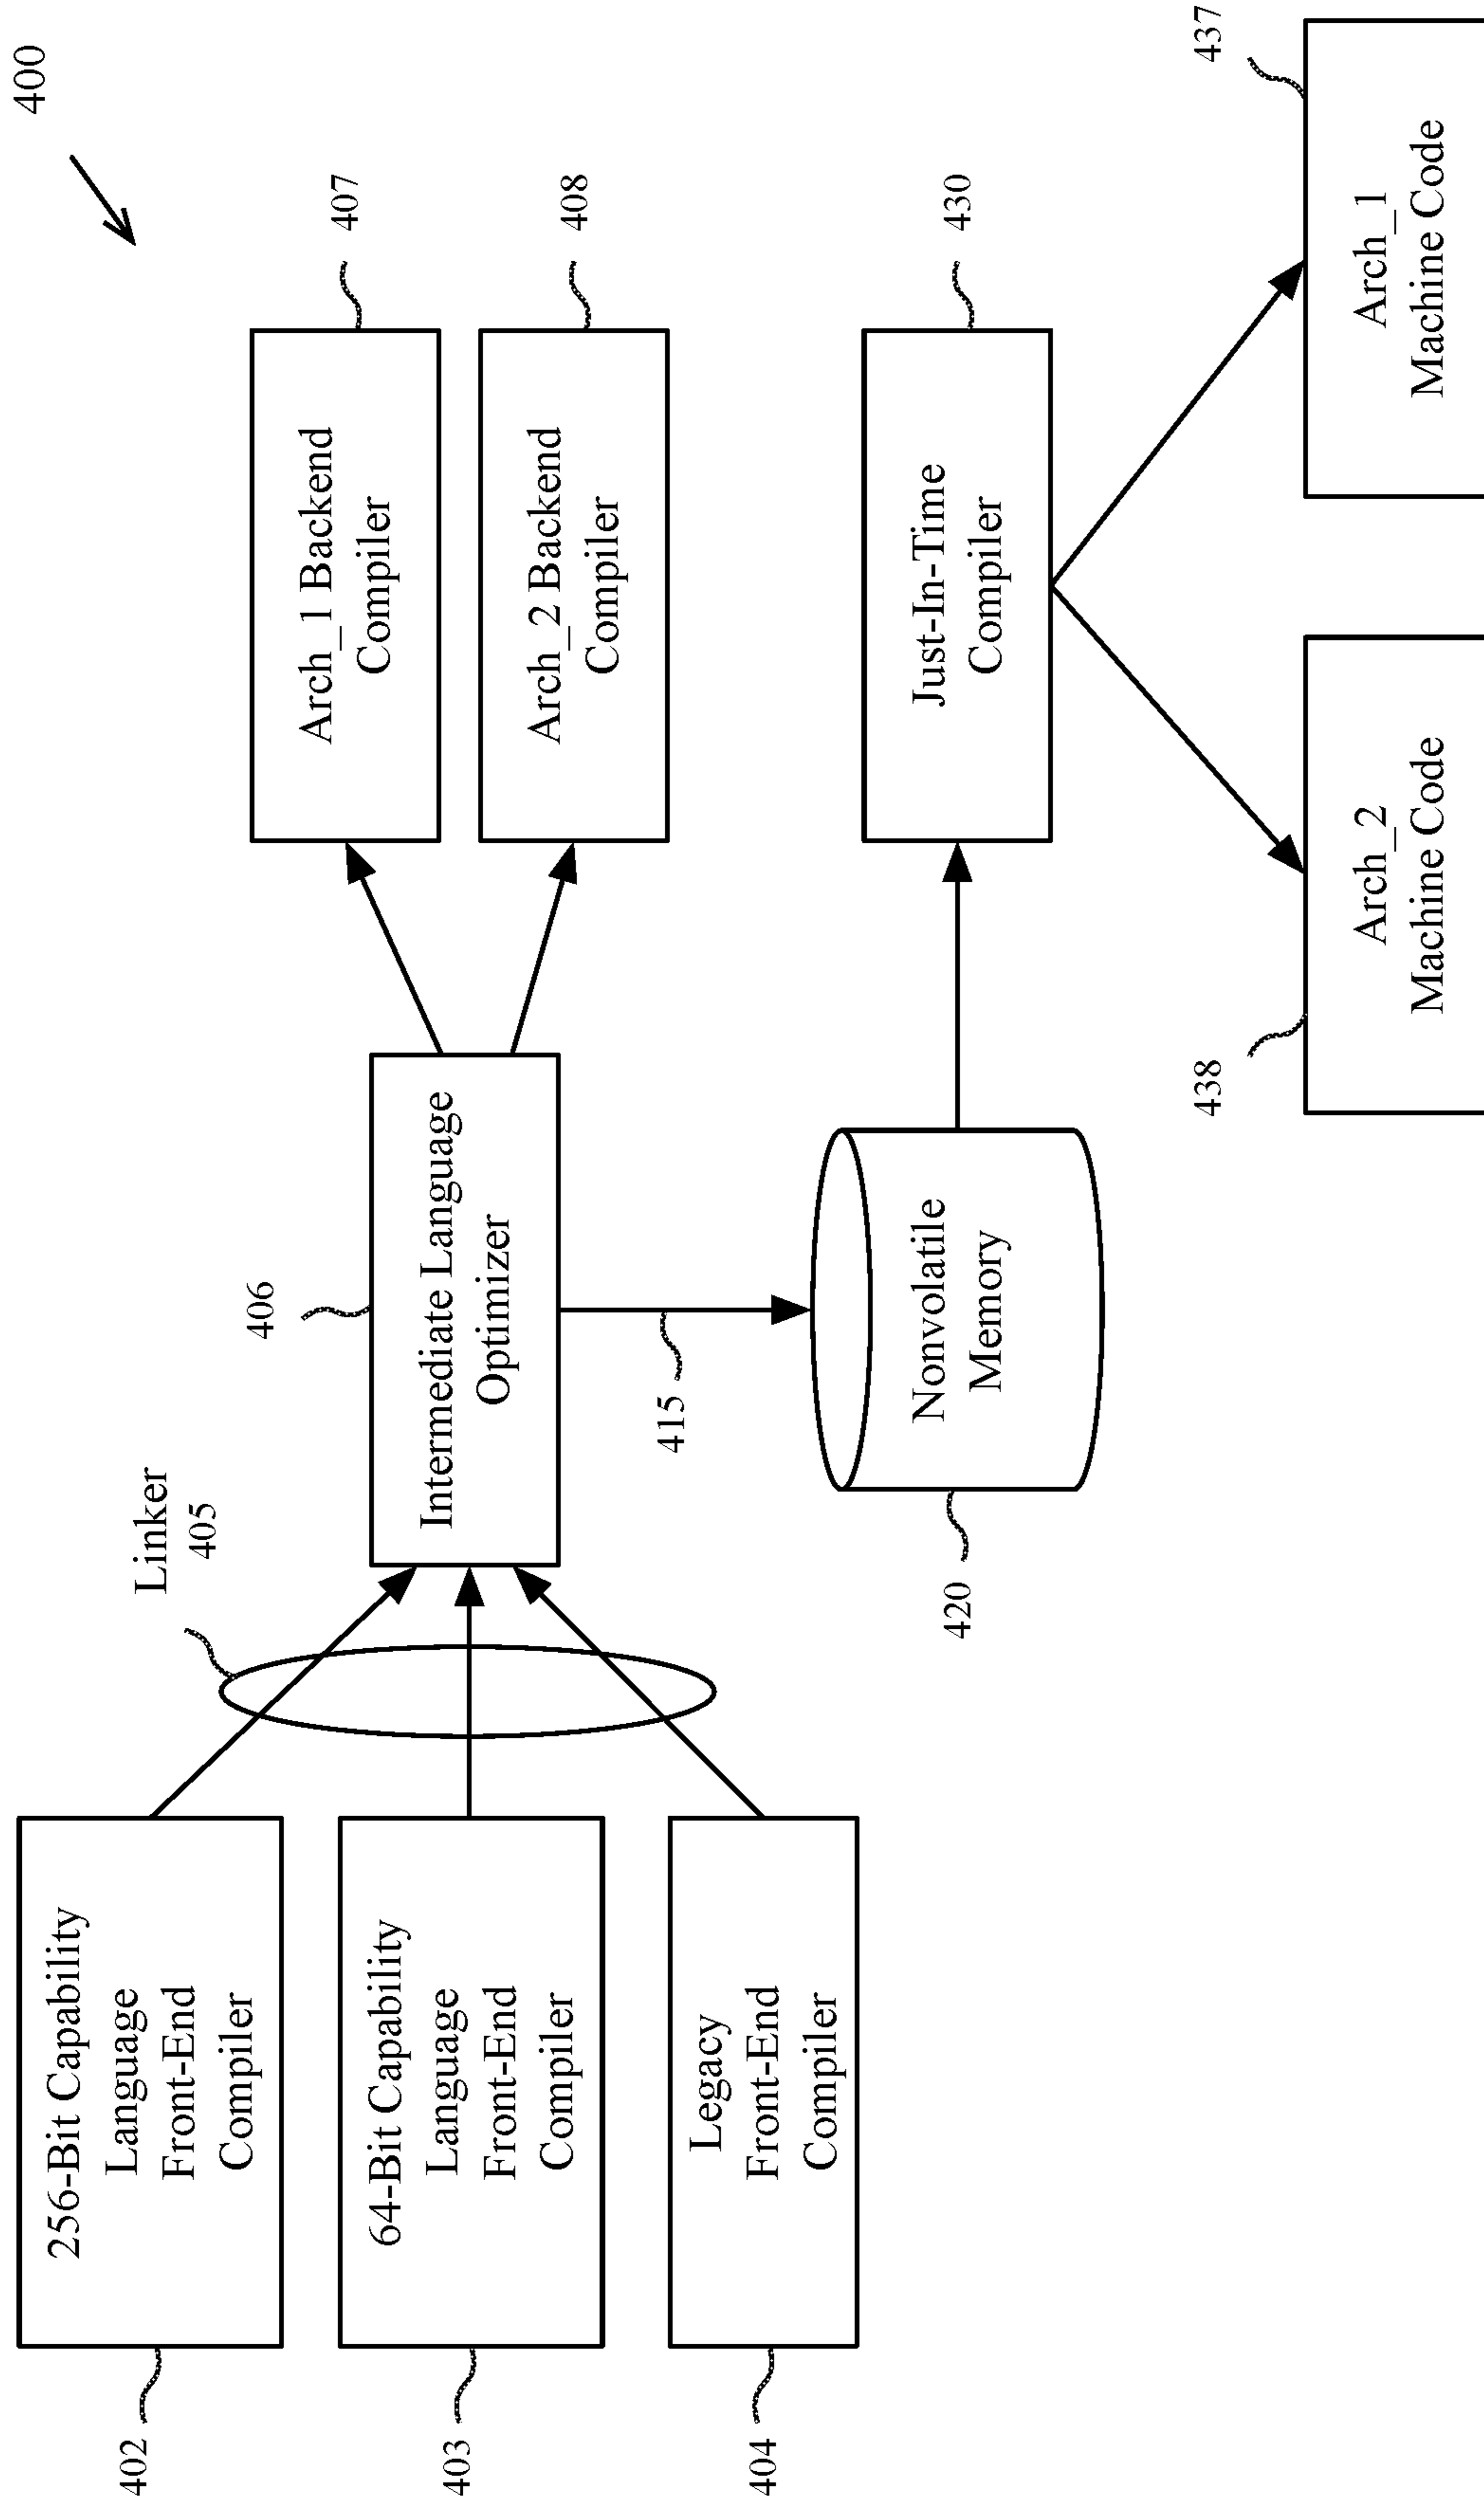 400
256-Bit Capability
Language
Front-End
Compiler
402
64-Bit Capability
Language
Front-End
Compiler
403
Legacy
Front-End
Compiler
404
Linker
405
406
Intermediate Language
Optimizer
415
Arch_1 Backend
Compiler
407
Arch_2 Backend
Compiler
408
Nonvolatile
Memory
420
Just-In-Time
Compiler
430
438
Arch_2
Machine Code
437
Arch_1
Machine Code